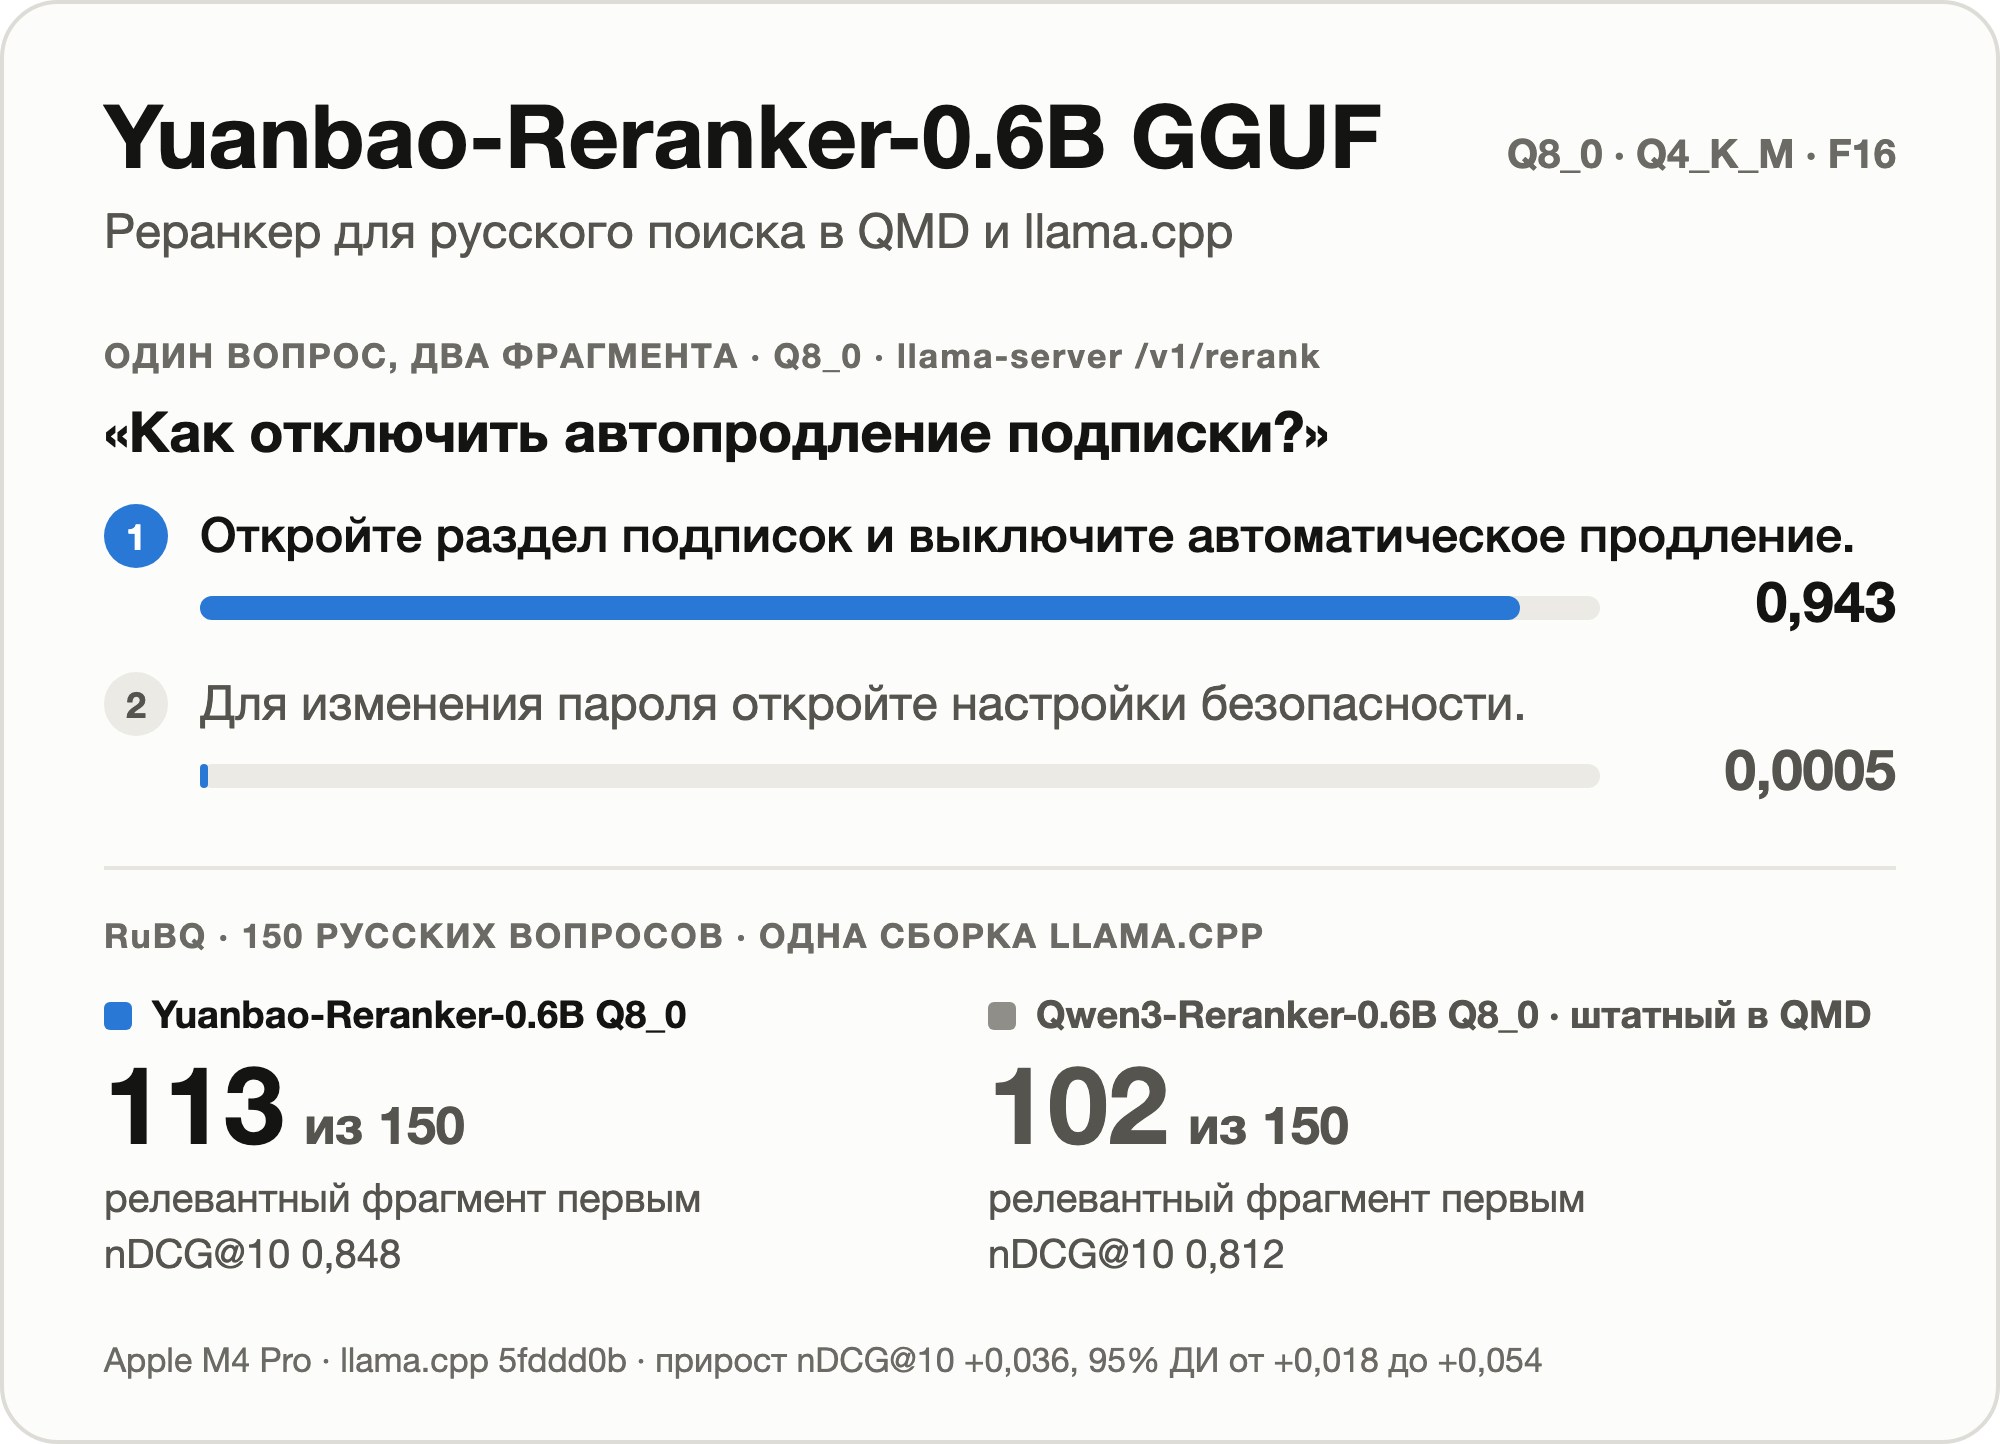 Yuanbao-Reranker-0.6B GGUF
Q8_0 · Q4_K_M · F16
Реранкер для русского поиска в QMD и llama.cpp
ОДИН ВОПРОС, ДВА ФРАГМЕНТА · Q8_0 · llama-server /v1/rerank
«Как отключить автопродление подписки?»
1 Откройте раздел подписок и выключите автоматическое продление.
0,943
2 Для изменения пароля откройте настройки безопасности.
0,0005
RuBQ · 150 РУССКИХ ВОПРОСОВ · ОДНА СБОРКА LLAMA.CPP
Yuanbao-Reranker-0.6B Q8_0
113 из 150
релевантный фрагмент первым
nDCG@10 0,848
Qwen3-Reranker-0.6B Q8_0 · штатный в QMD
102 из 150
релевантный фрагмент первым
nDCG@10 0,812
Apple M4 Pro · llama.cpp 5fddd0b · прирост nDCG@10 +0,036, 95% ДИ от +0,018 до +0,054